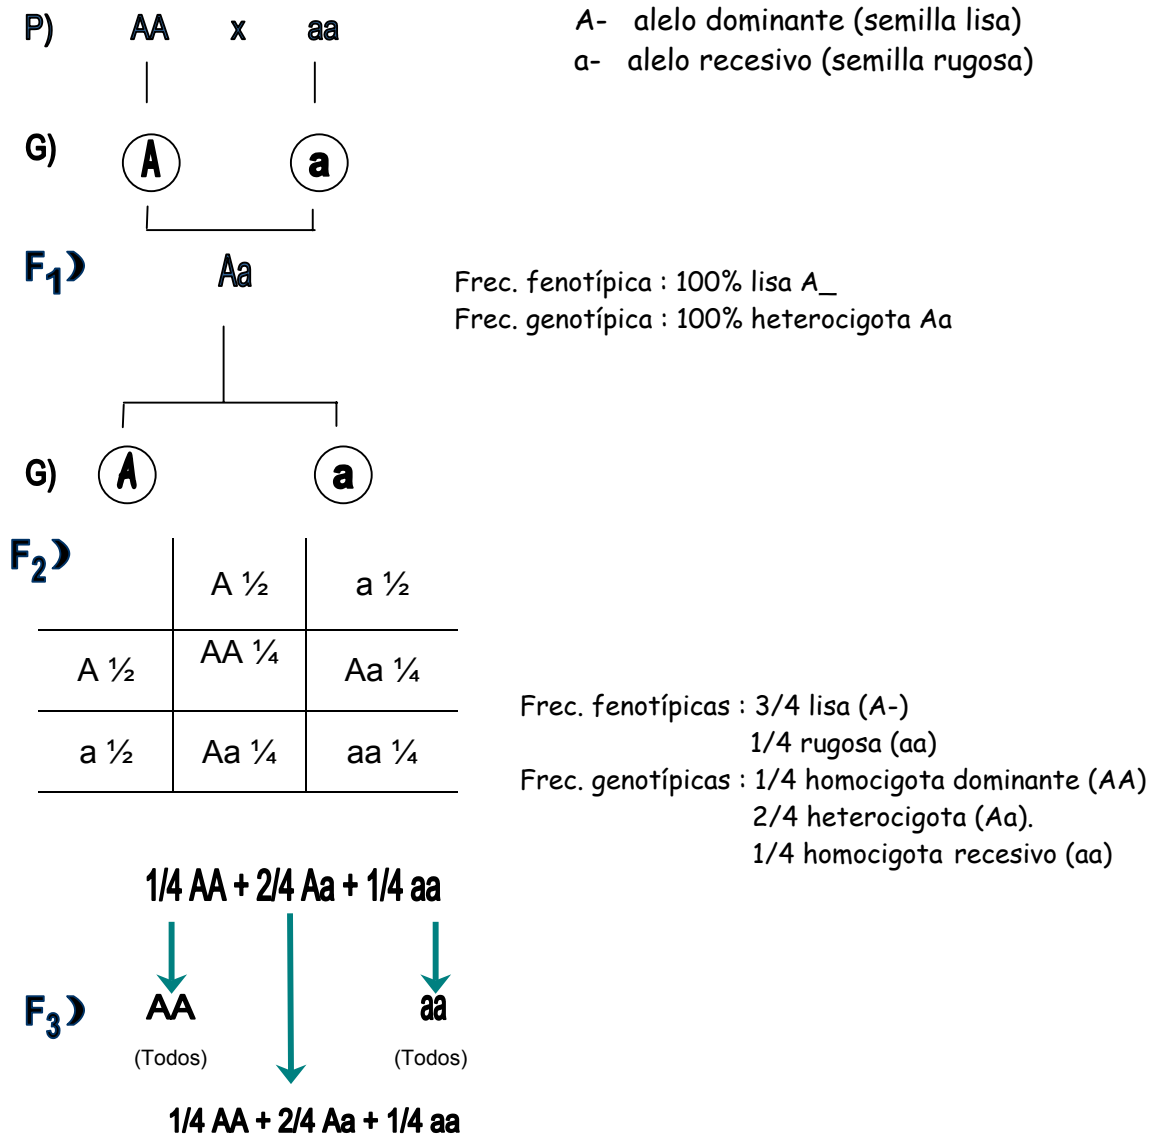 P) AA x aa
A- alelo dominante (semilla lisa)
a- alelo recesivo (semilla rugosa)
G) A a
F1) Aa
Frec. fenotípica : 100% lisa A_
Frec. genotípica : 100% heterocigota Aa
G) A a
F2)
A ½ a ½
A ½ AA ¼ Aa ¼
a ½ Aa ¼ aa ¼
Frec. fenotípicas : 3/4 lisa (A-)
1/4 rugosa (aa)
Frec. genotípicas : 1/4 homocigota dominante (AA)
2/4 heterocigota (Aa).
1/4 homocigota recesivo (aa)
1/4 AA + 2/4 Aa + 1/4 aa
F3) AA aa
(Todos) (Todos)
1/4 AA + 2/4 Aa + 1/4 aa